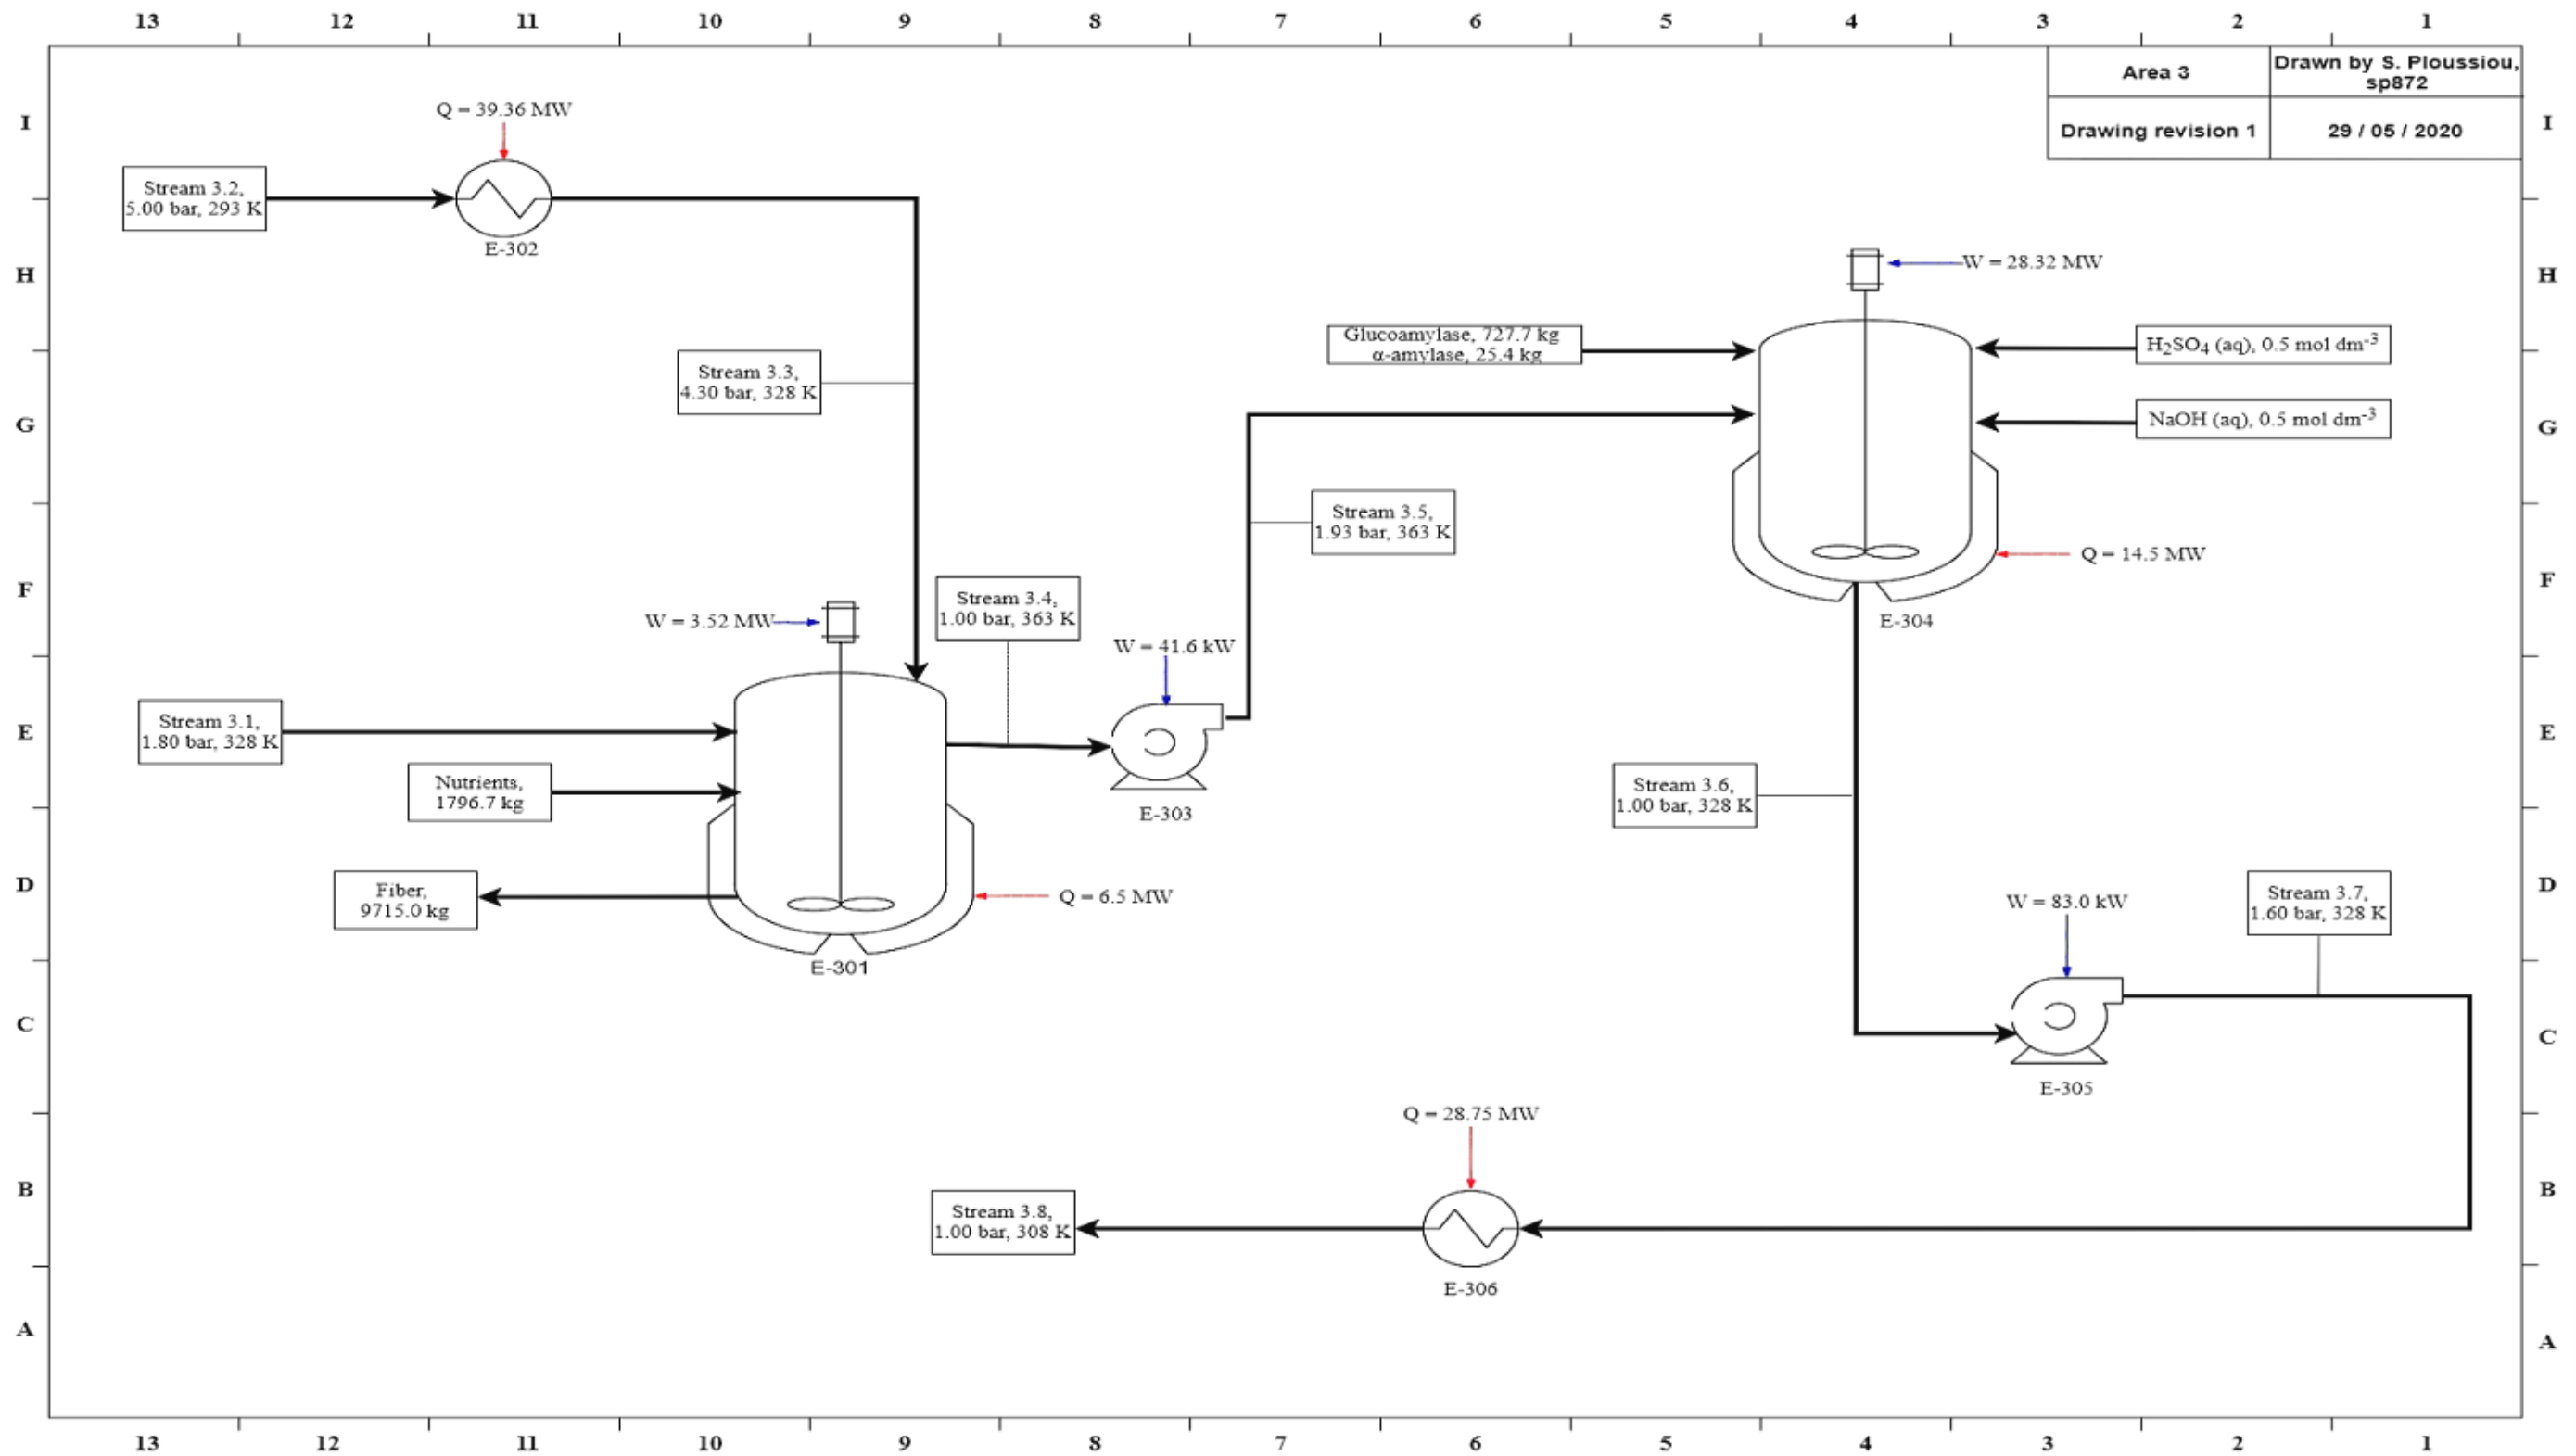 13 12 11 10 9 8 7 6 5 4 3 2 1
Area 3
Drawn by S. Ploussiou,
sp872
Drawing revision 1
29 / 05 / 2020
I
I
Q = 39.36 MW
Stream 3.2,
5.00 bar, 293 K
E-302
H
H
W = 28.32 MW
Glucoamylase, 727.7 kg
α-amylase, 25.4 kg
H₂SO₄ (aq), 0.5 mol dm⁻³
Stream 3.3,
4.30 bar, 328 K
G
G
NaOH (aq), 0.5 mol dm⁻³
Stream 3.5,
1.93 bar, 363 K
Q = 14.5 MW
F
F
Stream 3.4,
1.00 bar, 363 K
W = 3.52 MW
E-304
W = 41.6 kW
E
E
Stream 3.1,
1.80 bar, 328 K
Nutrients,
1796.7 kg
E-303
Stream 3.6,
1.00 bar, 328 K
D
D
Fiber,
9715.0 kg
Q = 6.5 MW
W = 83.0 kW
Stream 3.7,
1.60 bar, 328 K
E-301
C
C
E-305
Q = 28.75 MW
B
B
Stream 3.8,
1.00 bar, 308 K
E-306
A
A
13 12 11 10 9 8 7 6 5 4 3 2 1